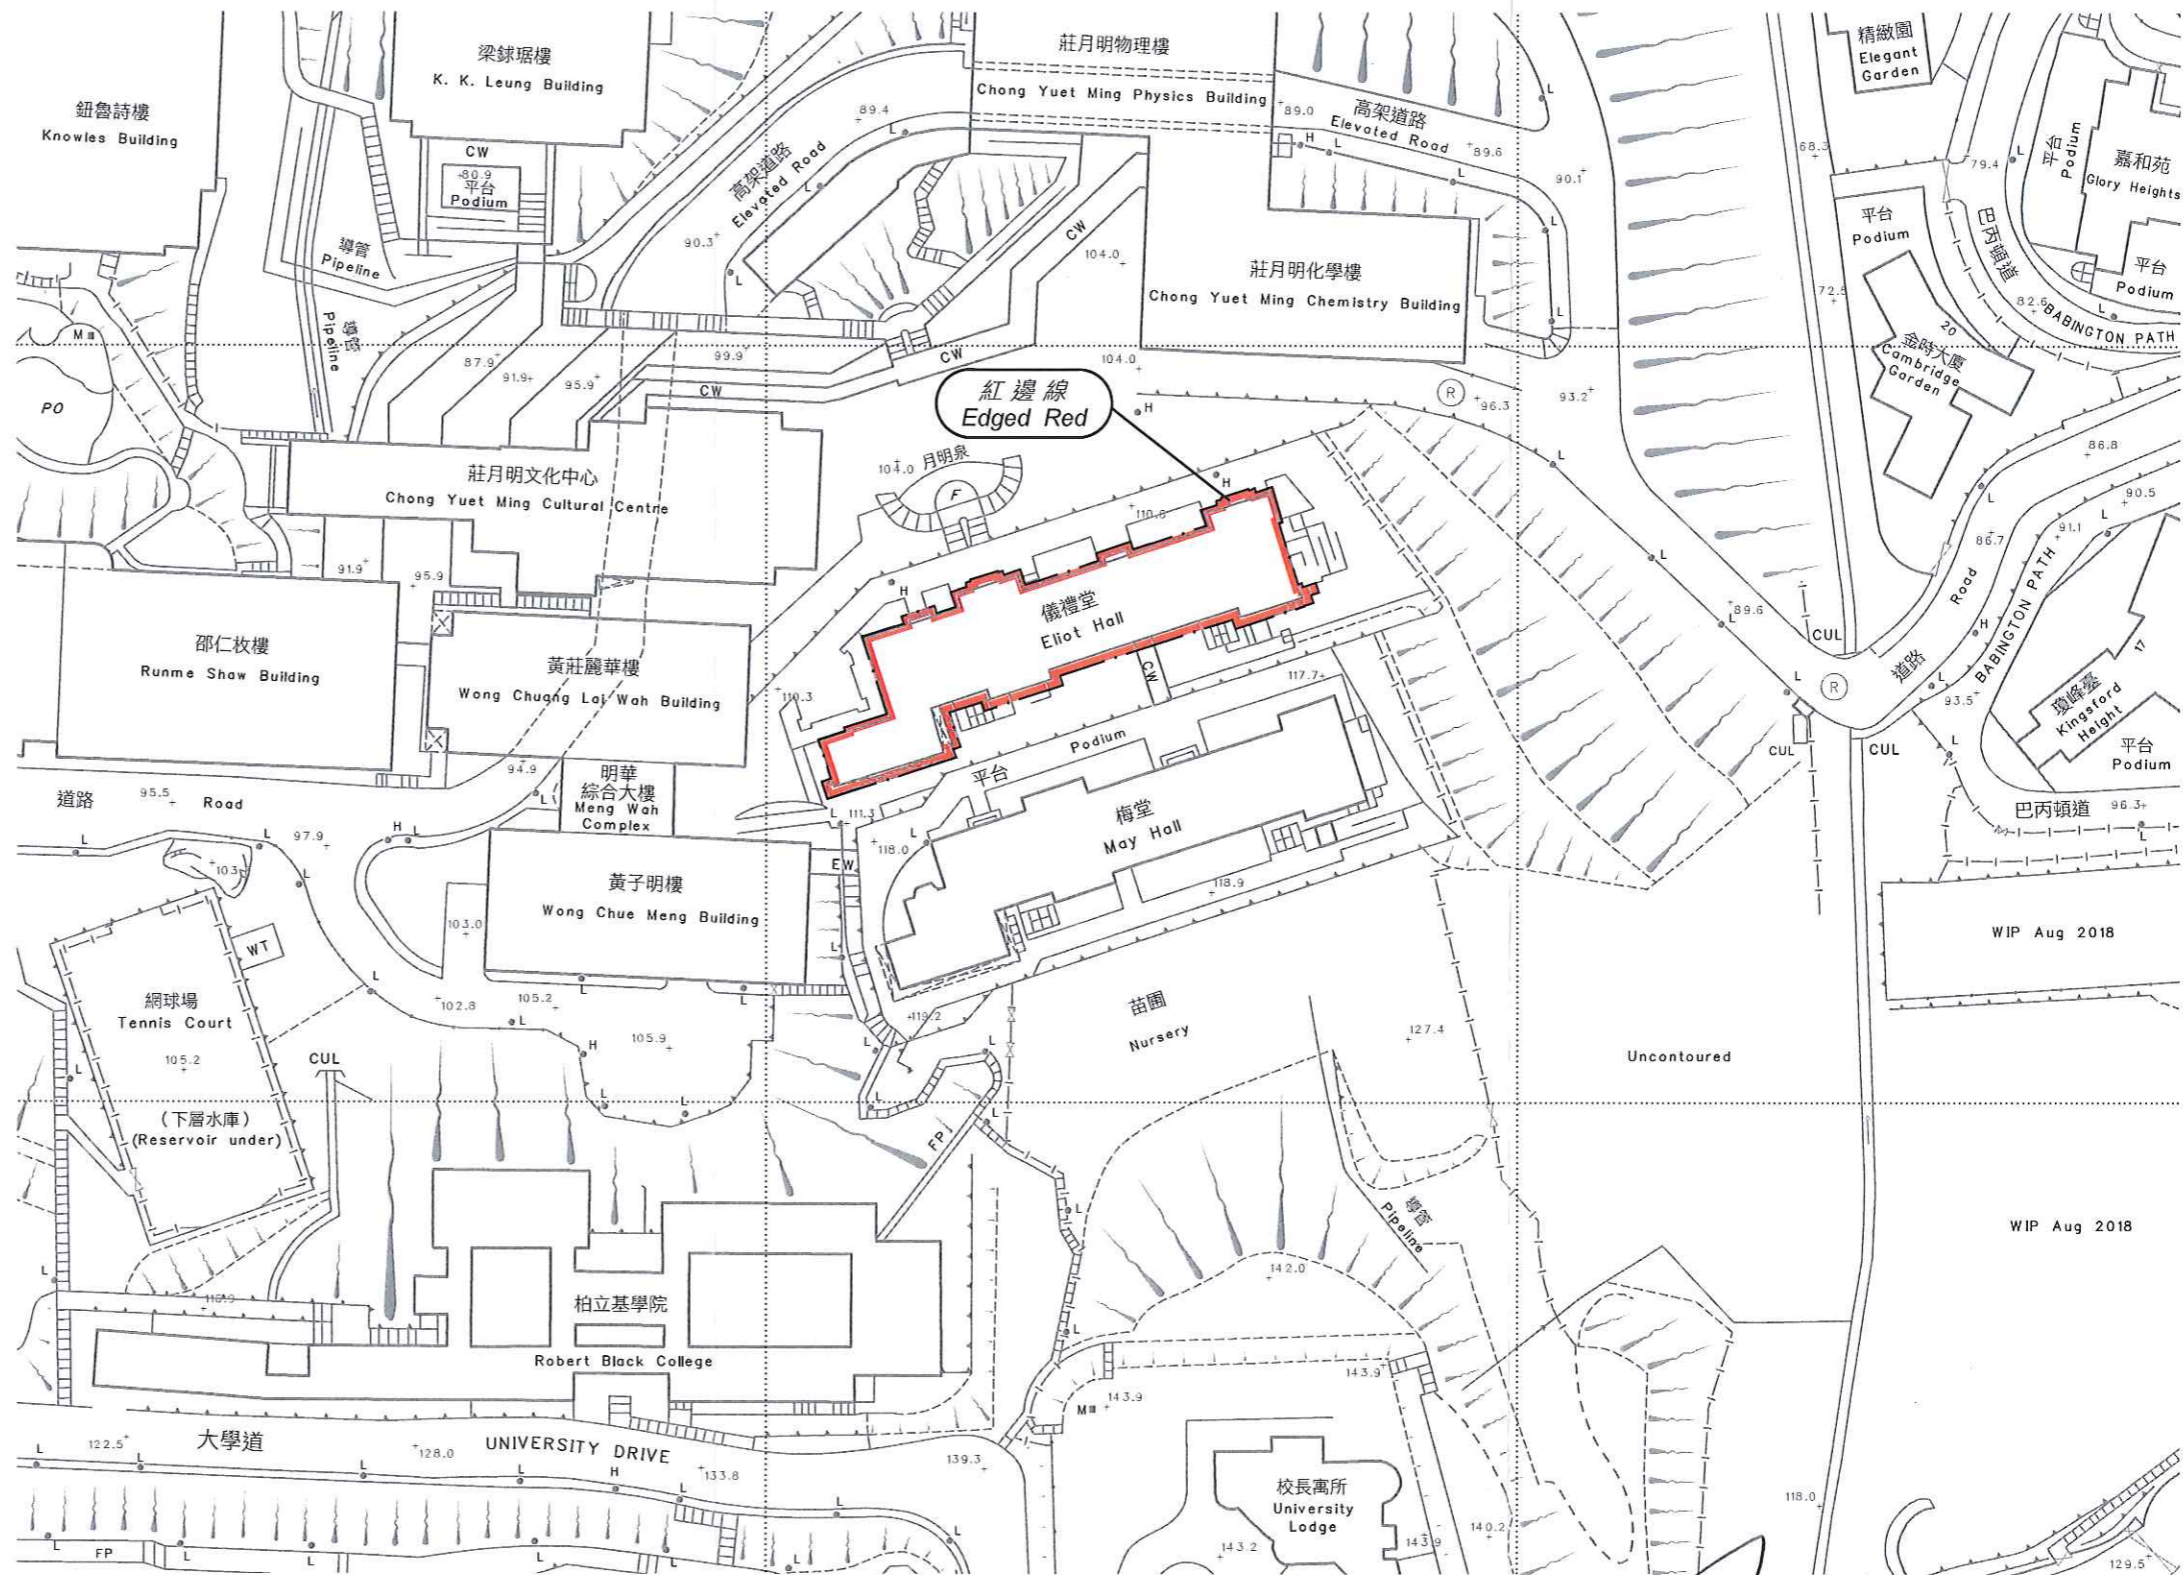 梁銶琚樓
K. K. Leung Building
鈕魯詩樓
Knowles Building
CW
80.9
平台
Podium
導管
Pipeline
導管
Pipeline
莊月明物理樓
Chong Yuet Ming Physics Building
89.4
高架道路
Elevated Road
90.3
89.0
高架道路
Elevated Road
89.6
90.1
CW
104.0
莊月明化學樓
Chong Yuet Ming Chemistry Building
精緻園
Elegant
Garden
68.3
79.4
平台
Podium
嘉和苑
Glory Heights
平台
Podium
巴丙頓道
平台
Podium
82.6
BABINGTON PATH
20
金時大廈
Cambridge
Garden
PO
87.9
91.9
95.9
99.9
CW
CW
104.0
紅邊線
Edged Red
R
96.3
93.2
86.8
90.5
莊月明文化中心
Chong Yuet Ming Cultural Centre
104.0
月明泉
F
H
110.6
91.9
95.9
儀禮堂
Eliot Hall
89.6
CUL
86.7
91.1
Road
道路
BABINGTON PATH
R
邵仁枚樓
Runme Shaw Building
黃莊麗華樓
Wong Chuang Lai Wah Building
110.3
CW
117.7
93.5
17
瓊峰臺
Kingsford
Height
平台
Podium
CUL
CUL
道路
95.5
Road
94.9
明華
綜合大樓
Meng Wah
Complex
平台
Podium
梅堂
May Hall
111.3
118.0
118.9
巴丙頓道
96.3
97.9
103
EW
黃子明樓
Wong Chue Meng Building
103.0
WIP Aug 2018
WT
網球場
Tennis Court
105.2
(下層水庫)
(Reservoir under)
CUL
102.8
105.2
105.9
119.2
苗圃
Nursery
127.4
Uncontoured
FP
導管
Pipeline
WIP Aug 2018
142.0
柏立基學院
Robert Black College
143.9
143.9
122.5
大學道
128.0
UNIVERSITY DRIVE
133.8
139.3
校長寓所
University
Lodge
143.2
143.9
140.2
118.0
129.5
FP